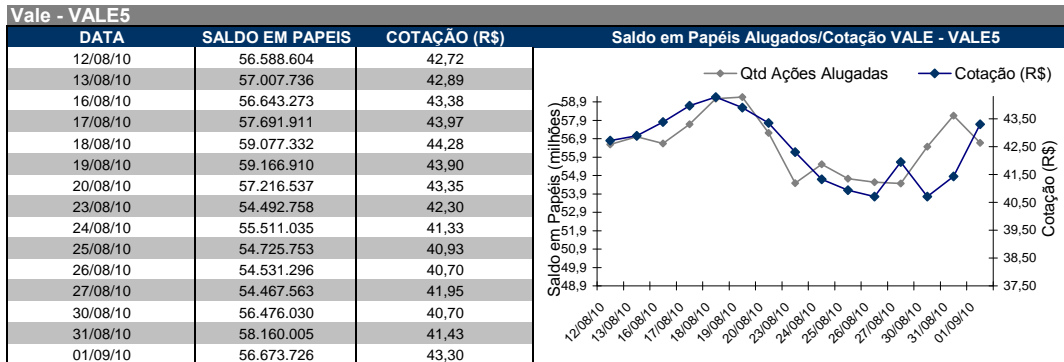 Vale - VALE5
DATA SALDO EM PAPEIS COTAÇÃO (R$)
12/08/10 56.588.604 42,72
13/08/10 57.007.736 42,89
16/08/10 56.643.273 43,38
17/08/10 57.691.911 43,97
18/08/10 59.077.332 44,28
19/08/10 59.166.910 43,90
20/08/10 57.216.537 43,35
23/08/10 54.492.758 42,30
24/08/10 55.511.035 41,33
25/08/10 54.725.753 40,93
26/08/10 54.531.296 40,70
27/08/10 54.467.563 41,95
30/08/10 56.476.030 40,70
31/08/10 58.160.005 41,43
01/09/10 56.673.726 43,30
Saldo em Papéis Alugados/Cotação VALE - VALE5
Qtd Ações Alugadas Cotação (R$)
Saldo em Papéis (milhões)
58,9
57,9
56,9
55,9
54,9
53,9
52,9
51,9
50,9
49,9
48,9
43,50
42,50
41,50
40,50
39,50
38,50
37,50
Cotação (R$)
12/08/10
13/08/10
16/08/10
17/08/10
18/08/10
19/08/10
20/08/10
23/08/10
24/08/10
25/08/10
26/08/10
27/08/10
30/08/10
31/08/10
01/09/10